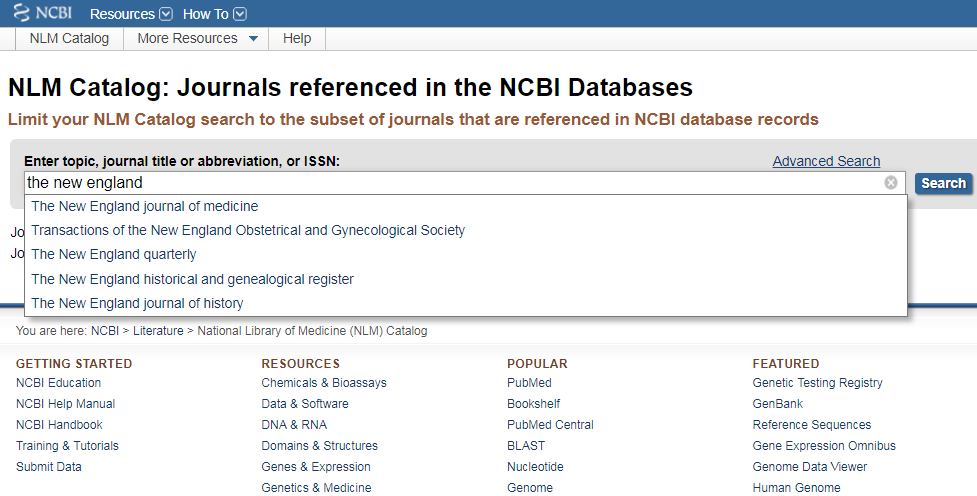 NCBI Resources How To
NLM Catalog More Resources Help
NLM Catalog: Journals referenced in the NCBI Databases
Limit your NLM Catalog search to the subset of journals that are referenced in NCBI database records
Enter topic, journal title or abbreviation, or ISSN: Advanced Search
the new england Search
The New England journal of medicine
Transactions of the New England Obstetrical and Gynecological Society
The New England quarterly
The New England historical and genealogical register
The New England journal of history
You are here: NCBI > Literature > National Library of Medicine (NLM) Catalog
GETTING STARTED RESOURCES POPULAR FEATURED
NCBI Education Chemicals & Bioassays PubMed Genetic Testing Registry
NCBI Help Manual Data & Software Bookshelf GenBank
NCBI Handbook DNA & RNA PubMed Central Reference Sequences
Training & Tutorials Domains & Structures BLAST Gene Expression Omnibus
Submit Data Genes & Expression Nucleotide Genome Data Viewer
Genetics & Medicine Genome Human Genome